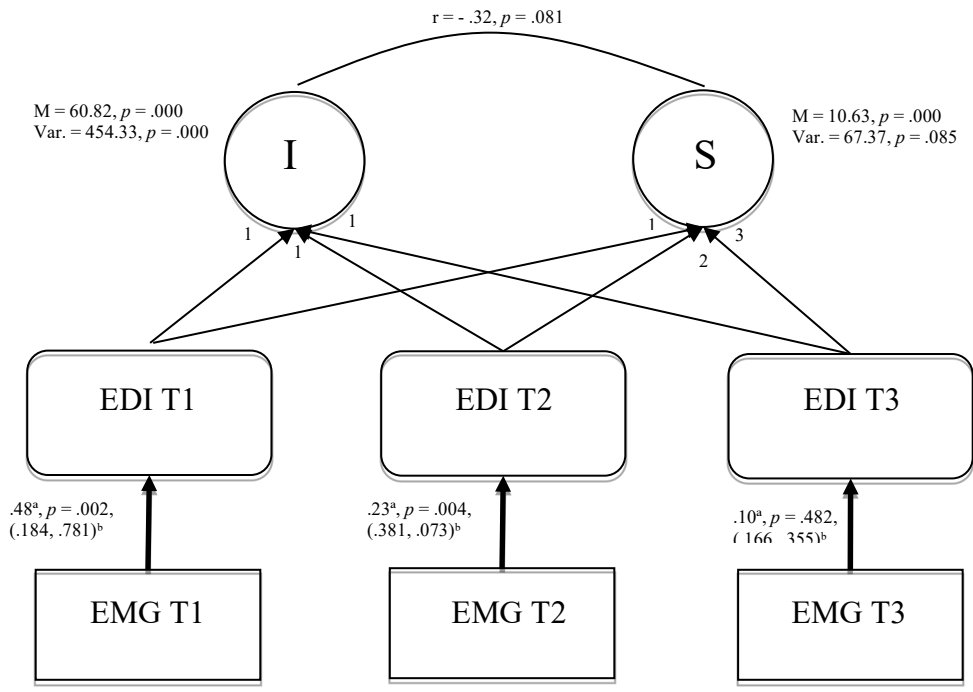 r = - .32, p = .081
M = 60.82, p = .000
Var. = 454.33, p = .000
M = 10.63, p = .000
Var. = 67.37, p = .085
I
S
1
1
1
1
2
3
EDI T1
EDI T2
EDI T3
.48ᵃ, p = .002,
(.184, .781)ᵇ
.23ᵃ, p = .004,
(.381, .073)ᵇ
.10ᵃ, p = .482,
(.166, .355)ᵇ
EMG T1
EMG T2
EMG T3